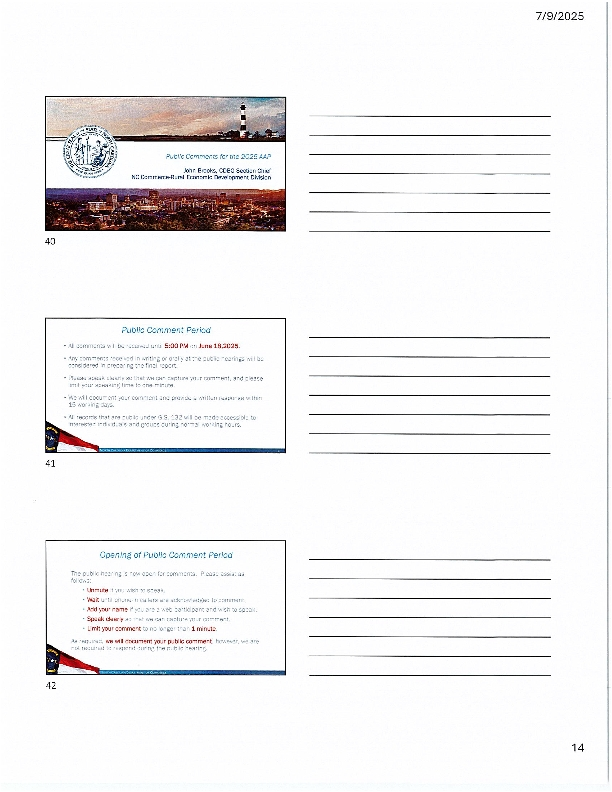 7/9/2025
Public Comments for the 2025 AAP
John Brooks, CDBG Section Chief
NC Commerce-Rural Economic Development Division
40
Public Comment Period
• All comments will be received until 5:00 PM on June 18, 2025.
• Any comments received in writing or orally at the public hearings will be
considered in preparing the final report.
• Please speak clearly so that we can capture your comment, and please
limit your speaking time to one minute.
• We will document your comment and provide a written response within
15 working days.
• All records that are public under G.S. 132 will be made accessible to
interested individuals and groups during normal working hours.
41
Opening of Public Comment Period
The public hearing is now open for comments. Please assist as
follows:
• Unmute if you wish to speak.
• Wait until phone-in callers are acknowledged to comment.
• Add your name if you are a web participant and wish to speak.
• Speak clearly so that we can capture your comment.
• Limit your comment to no longer than 1 minute.
As required, we will document your public comment, however, we are
not required to respond during the public hearing.
42
14